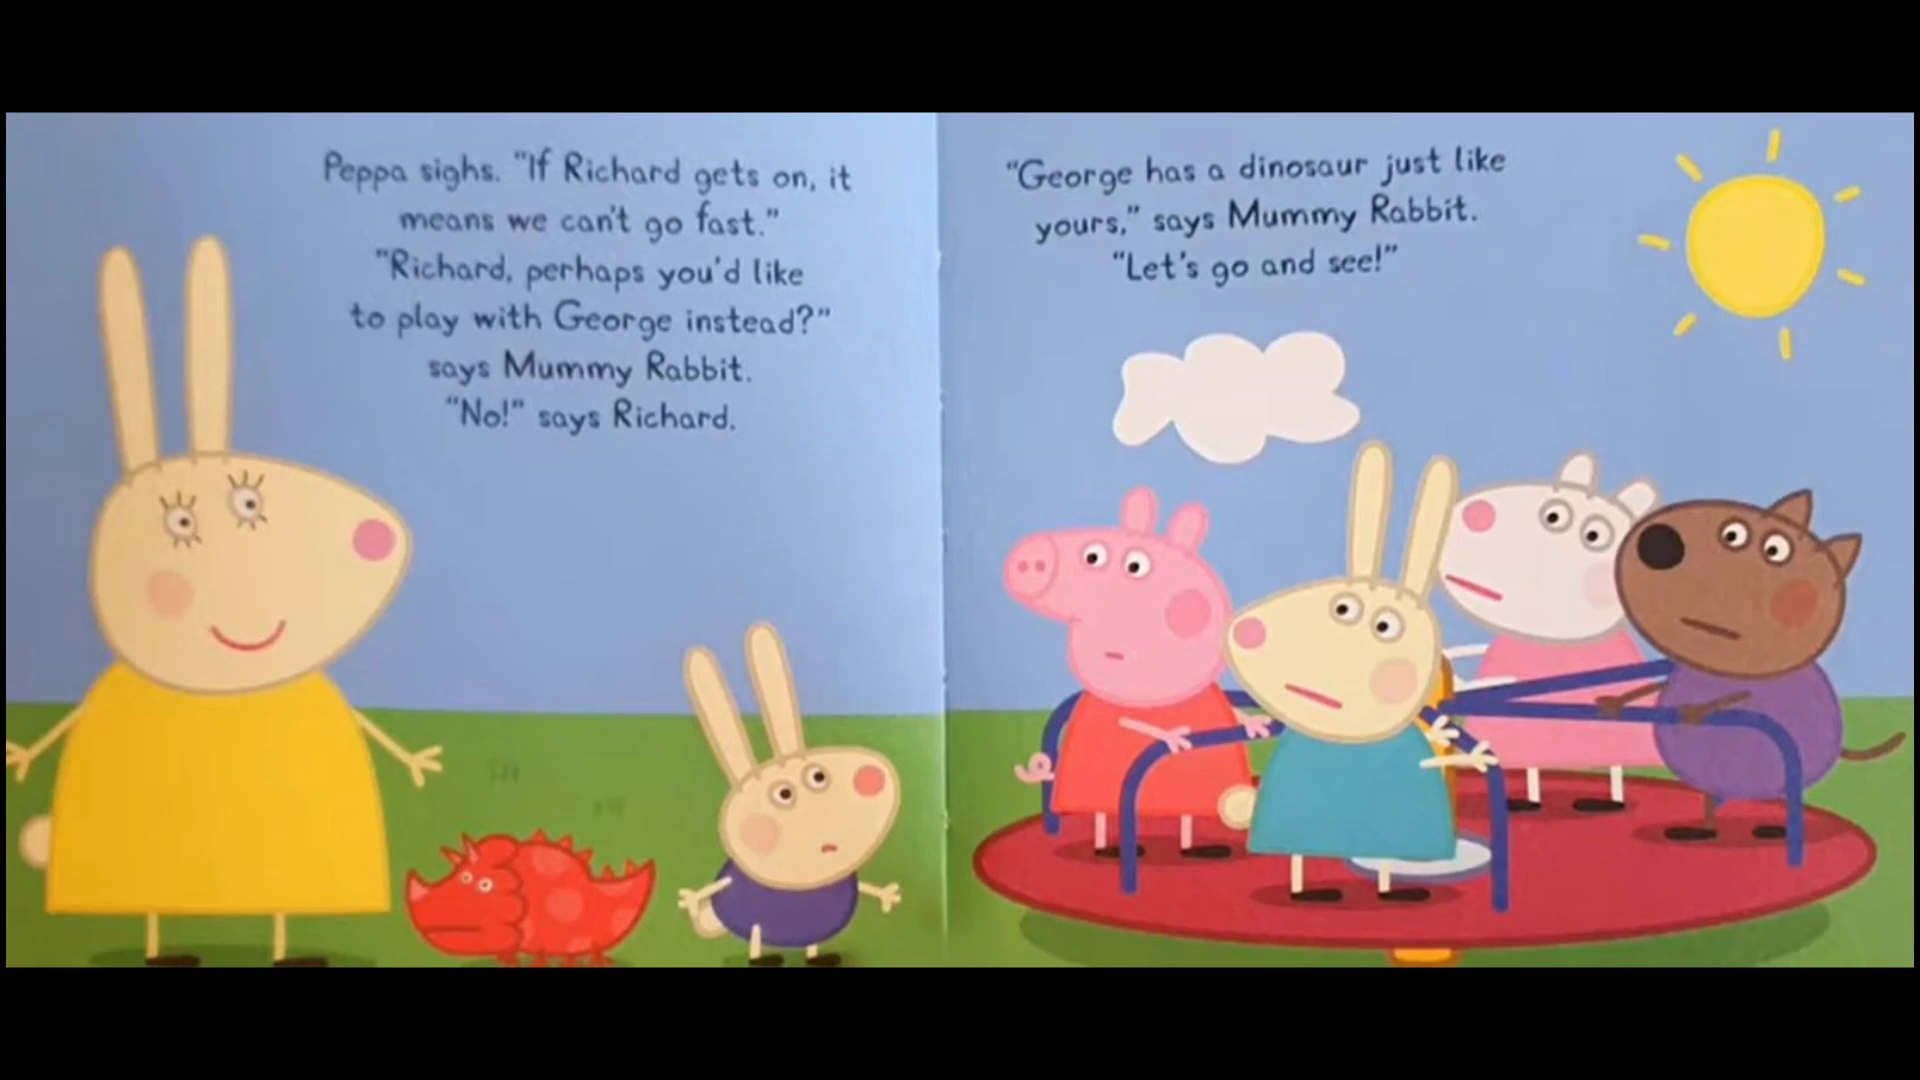 Peppa sighs. "If Richard gets on, it
means we can't go fast."
"Richard, perhaps you'd like
to play with George instead?"
says Mummy Rabbit.
"No!" says Richard.
"George has a dinosaur just like
yours," says Mummy Rabbit.
"Let's go and see!"